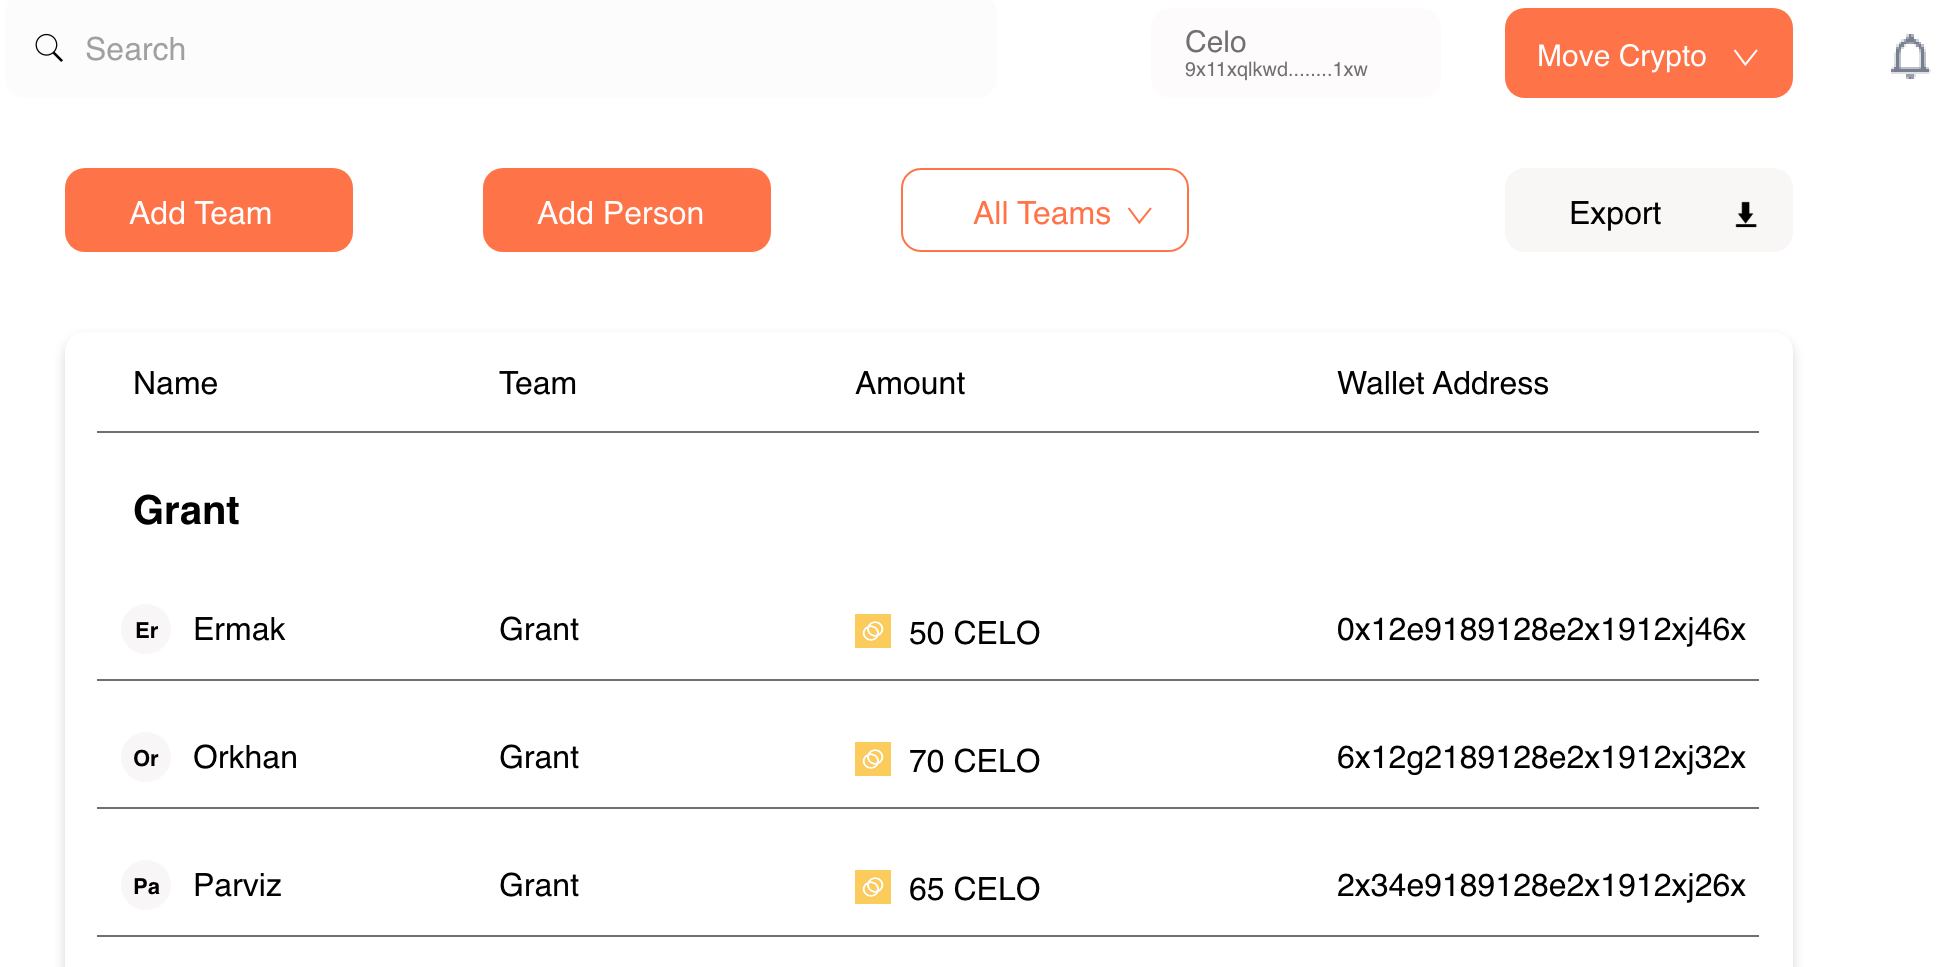 Search
Celo
9x11xqlkwd........1xw
Move Crypto
Add Team
Add Person
All Teams
Export
Name Team Amount Wallet Address
Grant
Er Ermak Grant 50 CELO 0x12e9189128e2x1912xj46x
Or Orkhan Grant 70 CELO 6x12g2189128e2x1912xj32x
Pa Parviz Grant 65 CELO 2x34e9189128e2x1912xj26x